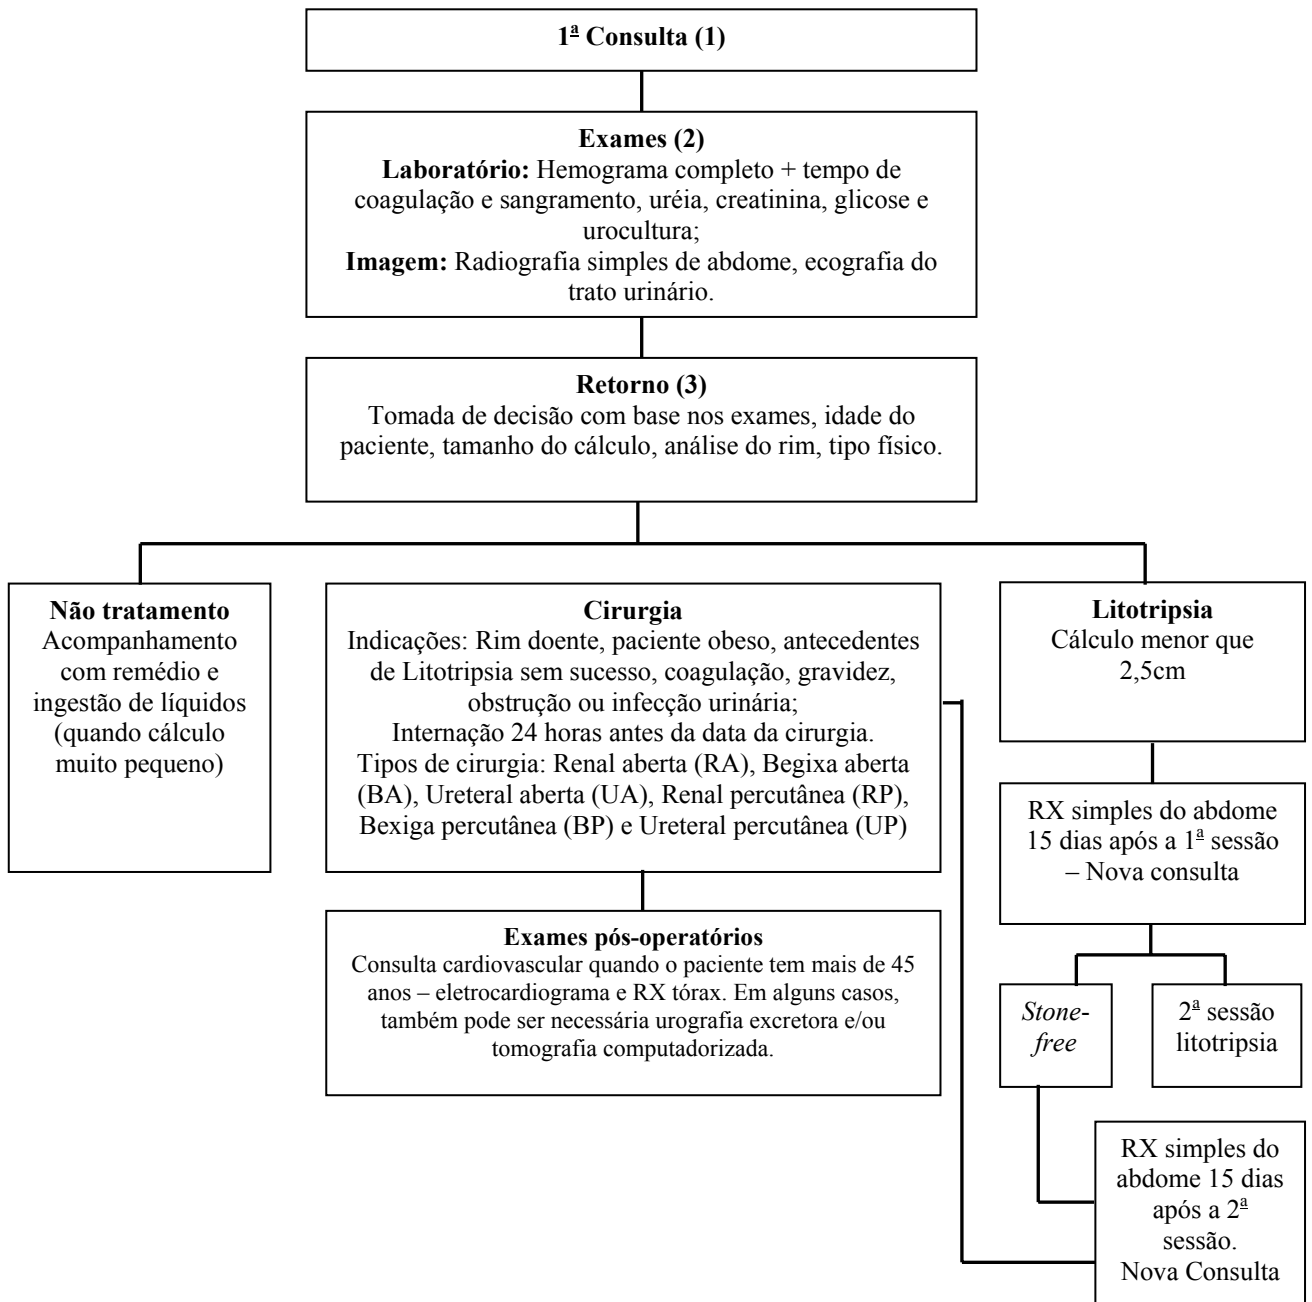 1ª Consulta (1)
Exames (2)
Laboratório: Hemograma completo + tempo de
coagulação e sangramento, uréia, creatinina, glicose e
urocultura;
Imagem: Radiografia simples de abdome, ecografia do
trato urinário.
Retorno (3)
Tomada de decisão com base nos exames, idade do
paciente, tamanho do cálculo, análise do rim, tipo físico.
Não tratamento
Acompanhamento
com remédio e
ingestão de líquidos
(quando cálculo
muito pequeno)
Cirurgia
Indicações: Rim doente, paciente obeso, antecedentes
de Litotripsia sem sucesso, coagulação, gravidez,
obstrução ou infecção urinária;
Internação 24 horas antes da data da cirurgia.
Tipos de cirurgia: Renal aberta (RA), Begixa aberta
(BA), Ureteral aberta (UA), Renal percutânea (RP),
Bexiga percutânea (BP) e Ureteral percutânea (UP)
Litotripsia
Cálculo menor que
2,5cm
RX simples do abdome
15 dias após a 1ª sessão
– Nova consulta
Exames pós-operatórios
Consulta cardiovascular quando o paciente tem mais de 45
anos – eletrocardiograma e RX tórax. Em alguns casos,
também pode ser necessária urografia excretora e/ou
tomografia computadorizada.
Stone-
free
2ª sessão
litotripsia
RX simples do
abdome 15 dias
após a 2ª
sessão.
Nova Consulta